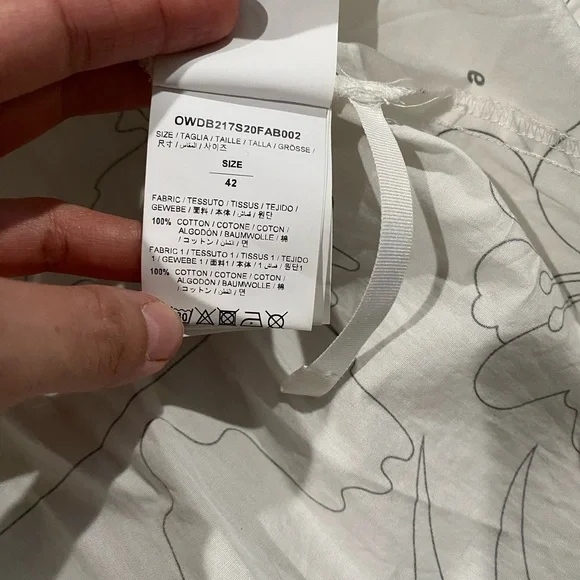 OWDB217S20FAB002
SIZE / TAGLIA / TAILLE / TALLA / GRÖSSE /
尺寸 / المقاس / 사이즈
SIZE
42
FABRIC / TESSUTO / TISSUS / TEJIDO /
GEWEBE / 面料 / 本体 / قماش / 원단
100% COTTON / COTONE / COTON /
ALGODÓN / BAUMWOLLE / 棉
/ コットン / القطن / 면
FABRIC 1 / TESSUTO 1 / TISSUS 1 / TEJIDO
1 / GEWEBE 1 / 面料1 / 本体1 / قماش 1 / 원단1
100% COTTON / COTONE / COTON /
ALGODÓN / BAUMWOLLE / 棉
/ コットン / القطن / 면